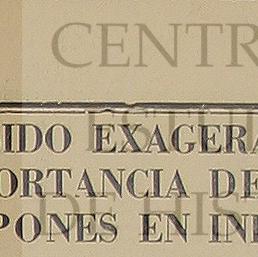 CENTR
IDO EXAGERA
ORTANCIA DE
PONES EN IN